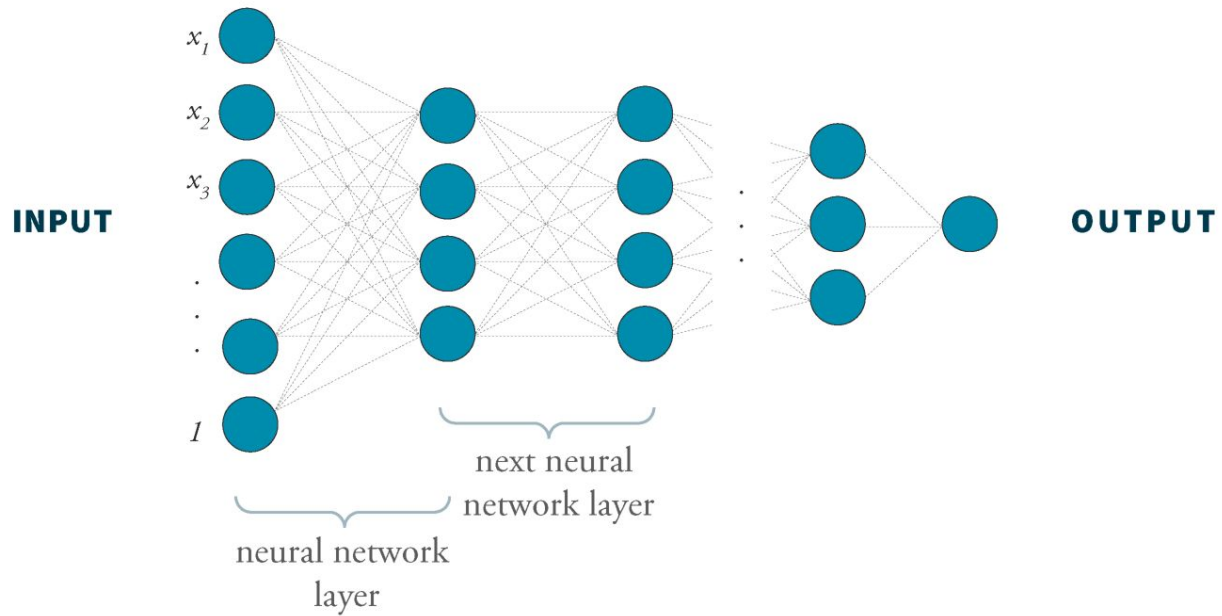 x₁
x₂
x₃
INPUT
.
.
.
1
.
.
.
OUTPUT
next neural
network layer
neural network
layer